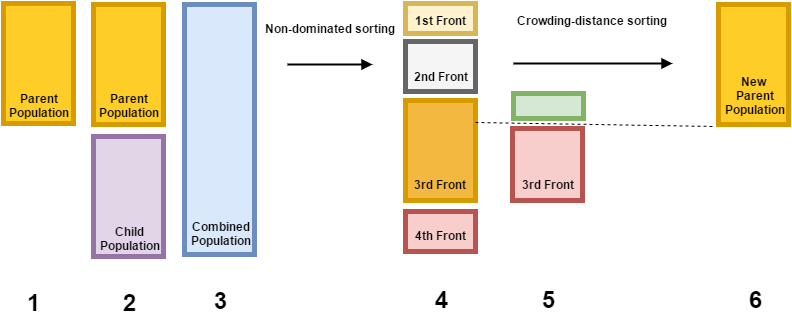 Non-dominated sorting
Crowding-distance sorting
Parent
Population
Parent
Population
Child
Population
Combined
Population
1st Front
2nd Front
3rd Front
4th Front
3rd Front
New
Parent
Population
1
2
3
4
5
6